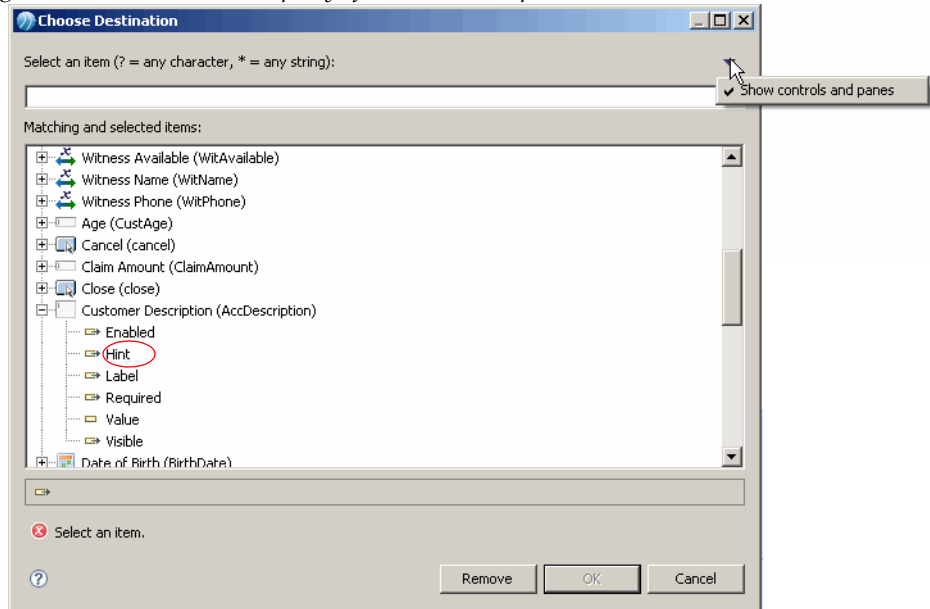 Choose Destination
Select an item (? = any character, * = any string):
Show controls and panes
Matching and selected items:
Witness Available (WitAvailable)
Witness Name (WitName)
Witness Phone (WitPhone)
Age (CustAge)
Cancel (cancel)
Claim Amount (ClaimAmount)
Close (close)
Customer Description (AccDescription)
Enabled
Hint
Label
Required
Value
Visible
Date of Birth (BirthDate)
Select an item.
Remove OK Cancel